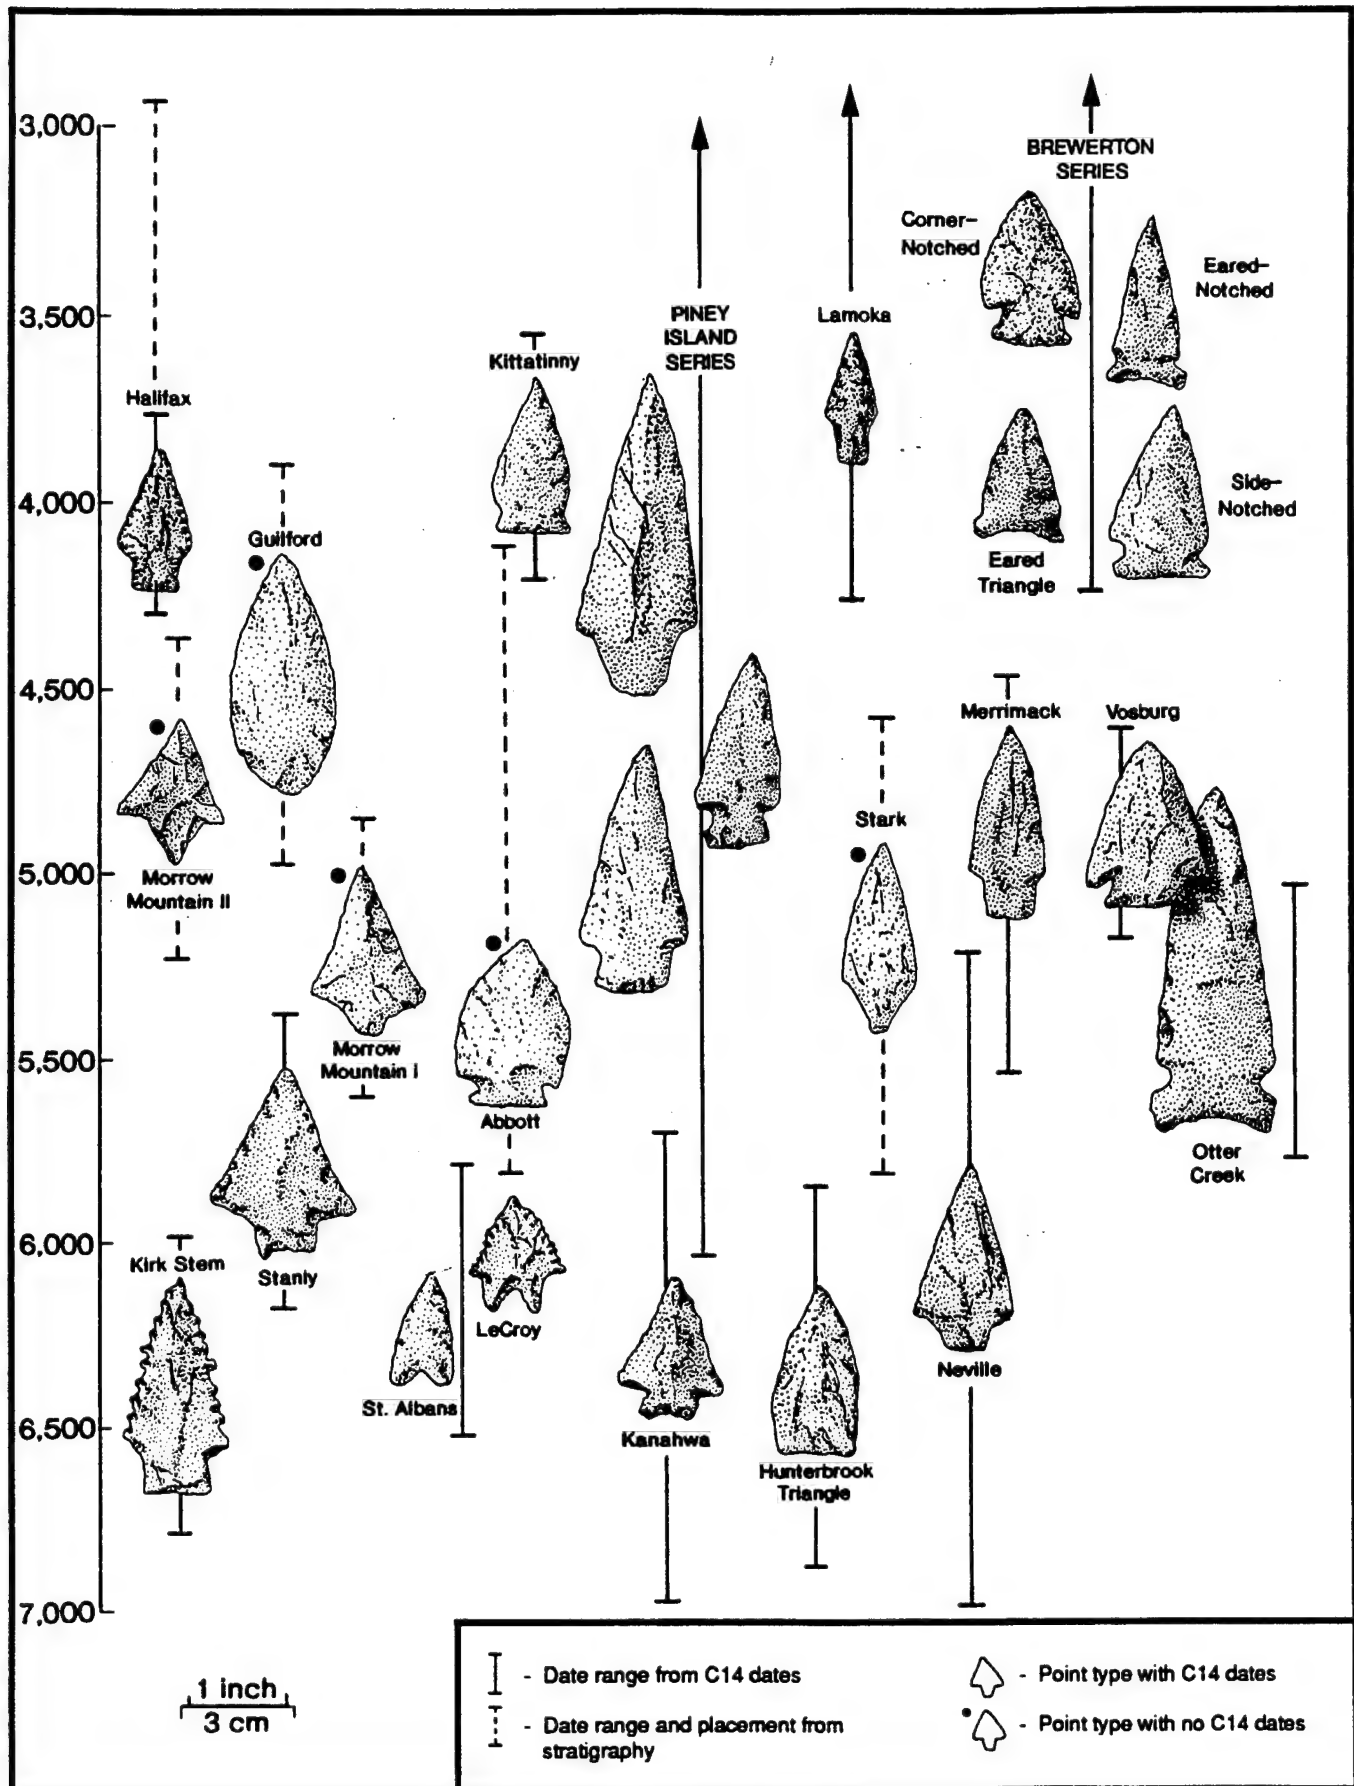 3,000
3,500
4,000
4,500
5,000
5,500
6,000
6,500
7,000
Halifax
Guilford
Morrow
Mountain II
Morrow
Mountain I
Stanly
Kirk Stem
Kittatinny
Abbott
LeCroy
St. Albans
PINEY
ISLAND
SERIES
Kanahwa
Lamoka
Stark
Hunterbrook
Triangle
BREWERTON
SERIES
Corner-
Notched
Eared-
Notched
Eared
Triangle
Side-
Notched
Merrimack
Vosburg
Neville
Otter
Creek
1 inch
3 cm
- Date range from C14 dates
- Date range and placement from
stratigraphy
- Point type with C14 dates
- Point type with no C14 dates